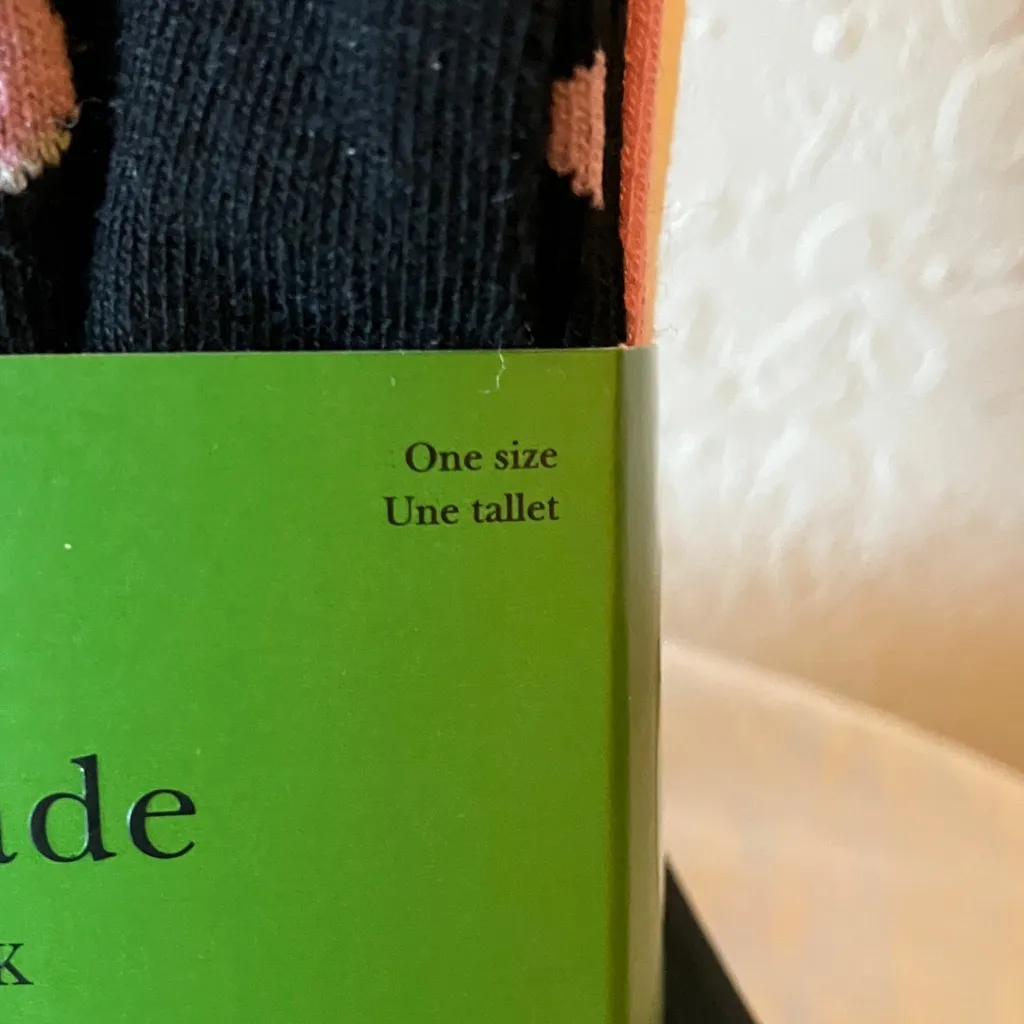 One size
Une tallet
ade
K